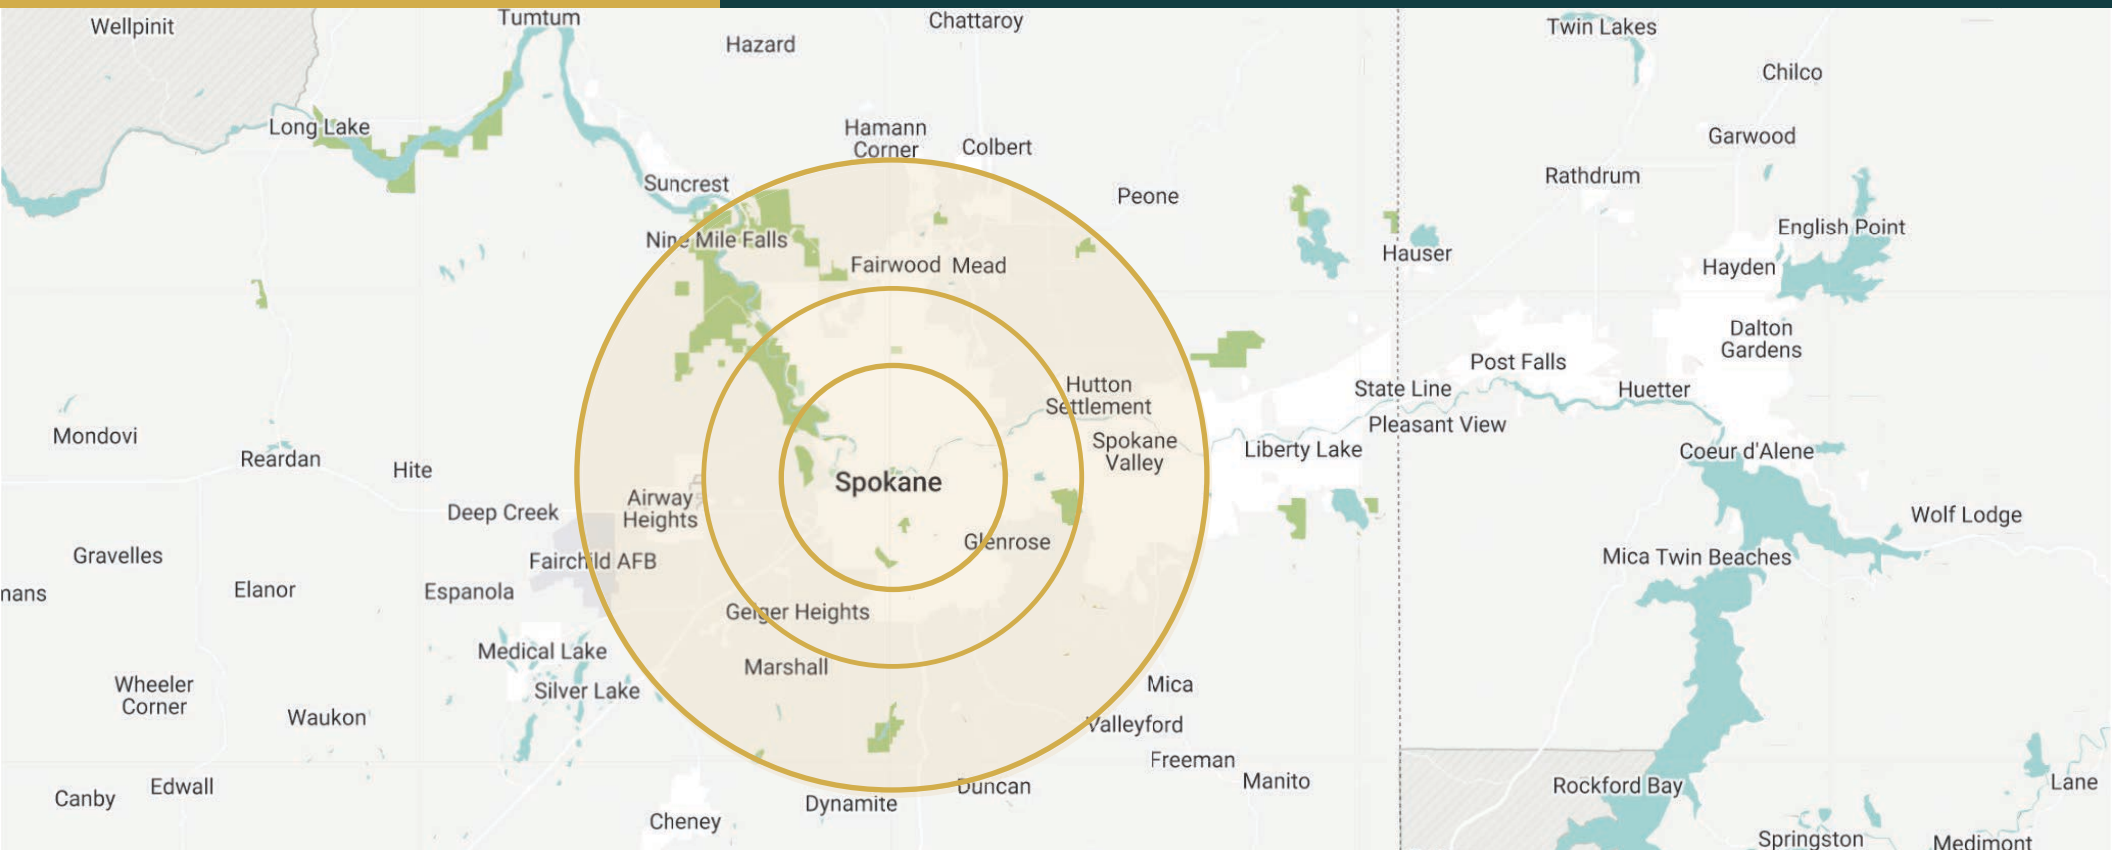 Wellpinit
Tumtum
Chattaroy
Hazard
Twin Lakes
Chilco
Long Lake
Hamann
Corner
Colbert
Garwood
Suncrest
Peone
Rathdrum
Nine Mile Falls
English Point
Fairwood
Mead
Hauser
Hayden
Dalton
Gardens
Post Falls
Hutton
Settlement
State Line
Huetter
Mondovi
Pleasant View
Spokane
Valley
Liberty Lake
Coeur d'Alene
Reardan
Hite
Spokane
Airway
Heights
Deep Creek
Wolf Lodge
Glenrose
Gravelles
Fairchild AFB
Mica
Twin Beaches
mans
Elanor
Espanola
Geiger Heights
Medical Lake
Marshall
Wheeler
Corner
Silver Lake
Mica
Waukon
Valleyford
Freeman
Canby
Edwall
Dynamite
Duncan
Manito
Rockford Bay
Lane
Cheney
Springston
Medimont